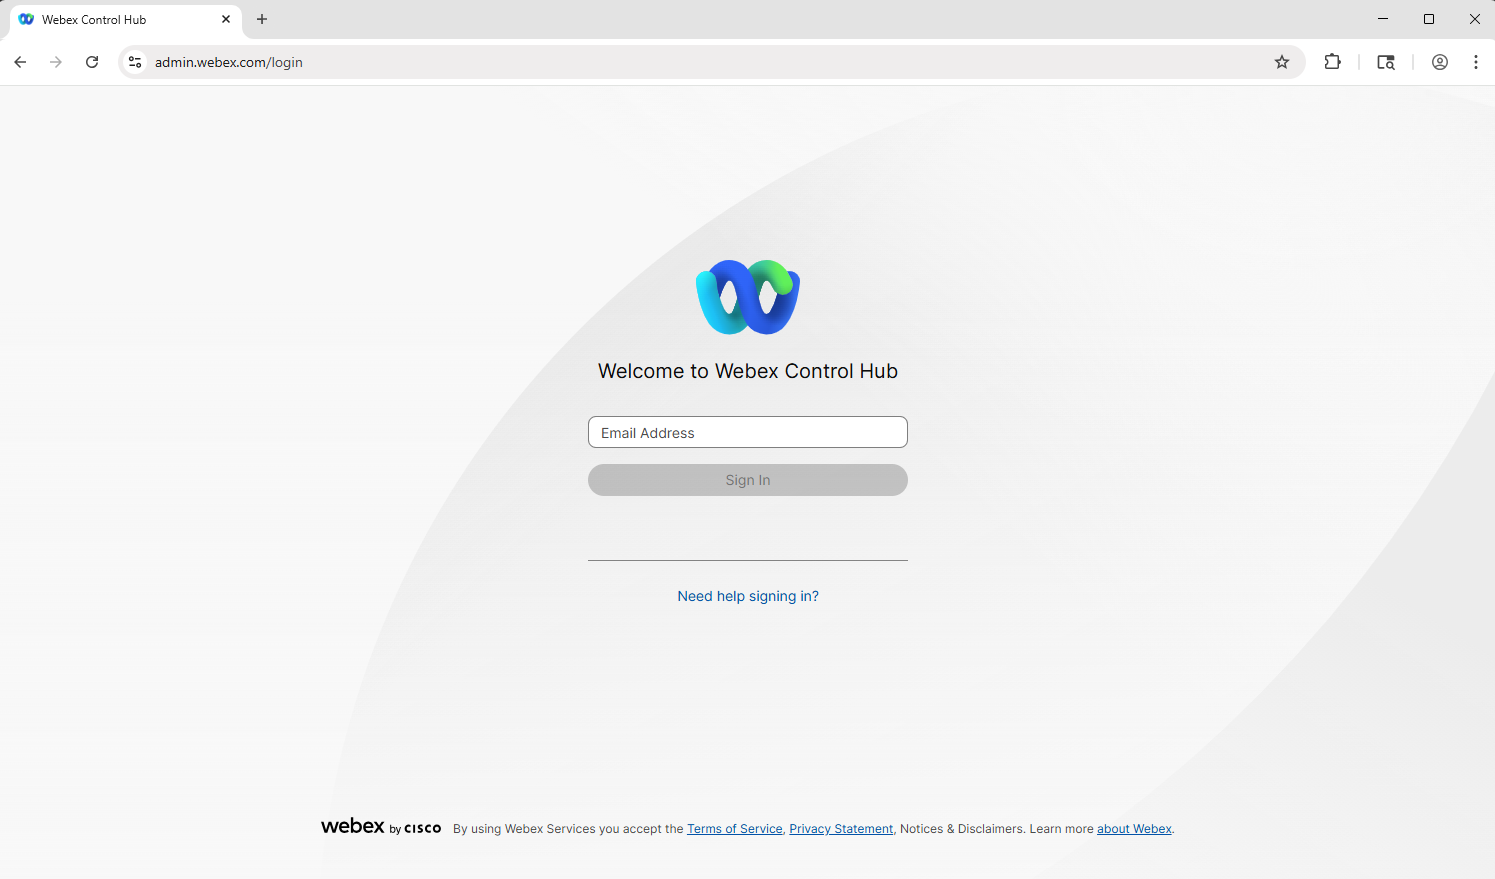 Webex Control Hub
admin.webex.com/login
Welcome to Webex Control Hub
Email Address
Sign In
Need help signing in?
webex by CISCO By using Webex Services you accept the Terms of Service, Privacy Statement, Notices & Disclaimers. Learn more about Webex.